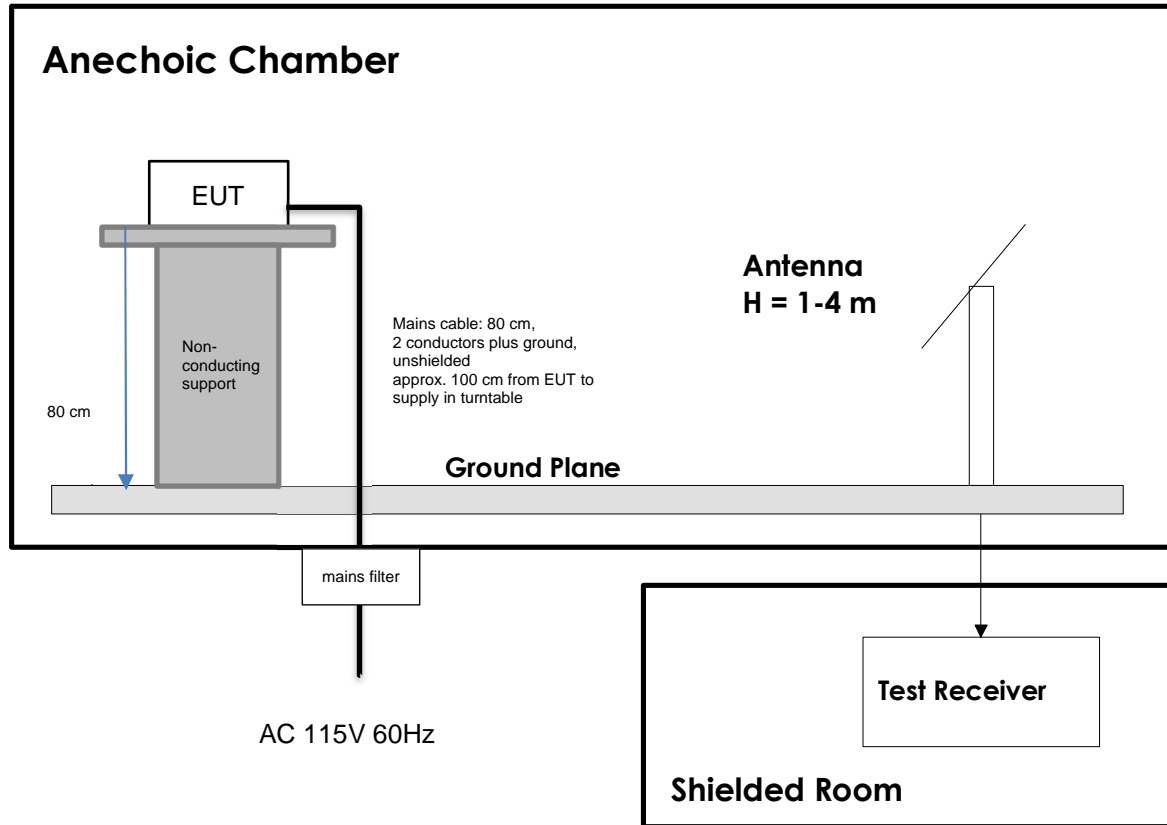 Anechoic Chamber
EUT
Antenna
H = 1-4 m
Mains cable: 80 cm,
2 conductors plus ground,
unshielded
approx. 100 cm from EUT to
supply in turntable
Non-
conducting
support
80 cm
Ground Plane
mains filter
Test Receiver
AC 115V 60Hz
Shielded Room